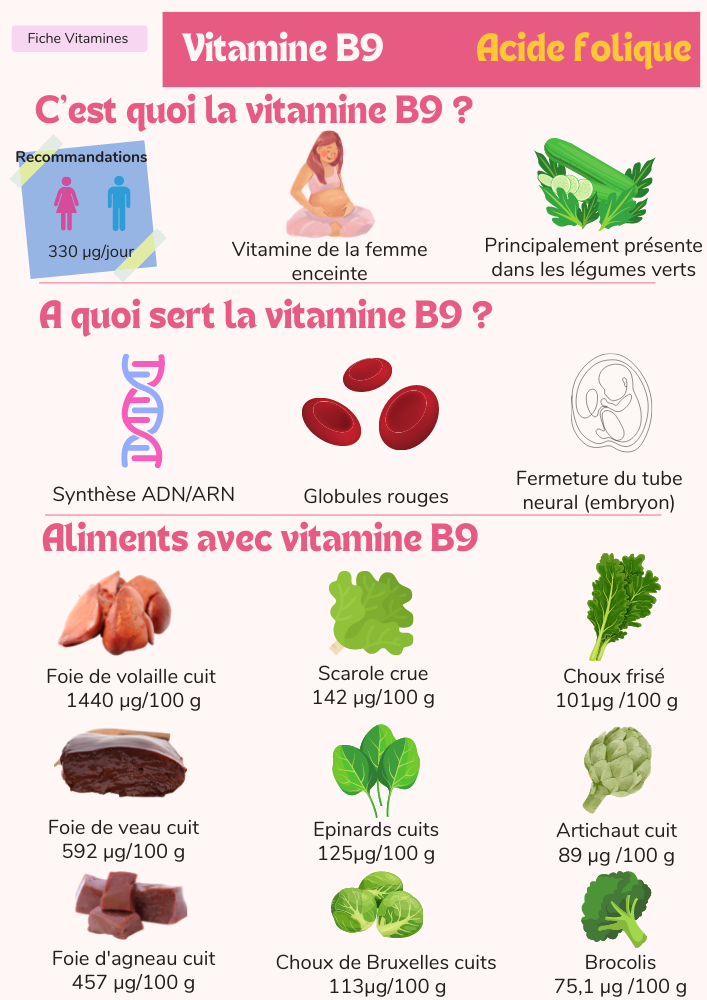 Fiche Vitamines
Vitamine B9
Acide folique
C'est quoi la vitamine B9 ?
Recommandations
330 µg/jour
Vitamine de la femme
enceinte
Principalement présente
dans les légumes verts
A quoi sert la vitamine B9 ?
Synthèse ADN/ARN
Globules rouges
Fermeture du tube
neural (embryon)
Aliments avec vitamine B9
Foie de volaille cuit
1440 µg/100 g
Scarole crue
142 µg/100 g
Choux frisé
101µg /100 g
Foie de veau cuit
592 µg/100 g
Epinards cuits
125µg/100 g
Artichaut cuit
89 µg /100 g
Foie d'agneau cuit
457 µg/100 g
Choux de Bruxelles cuits
113µg/100 g
Brocolis
75,1 µg /100 g